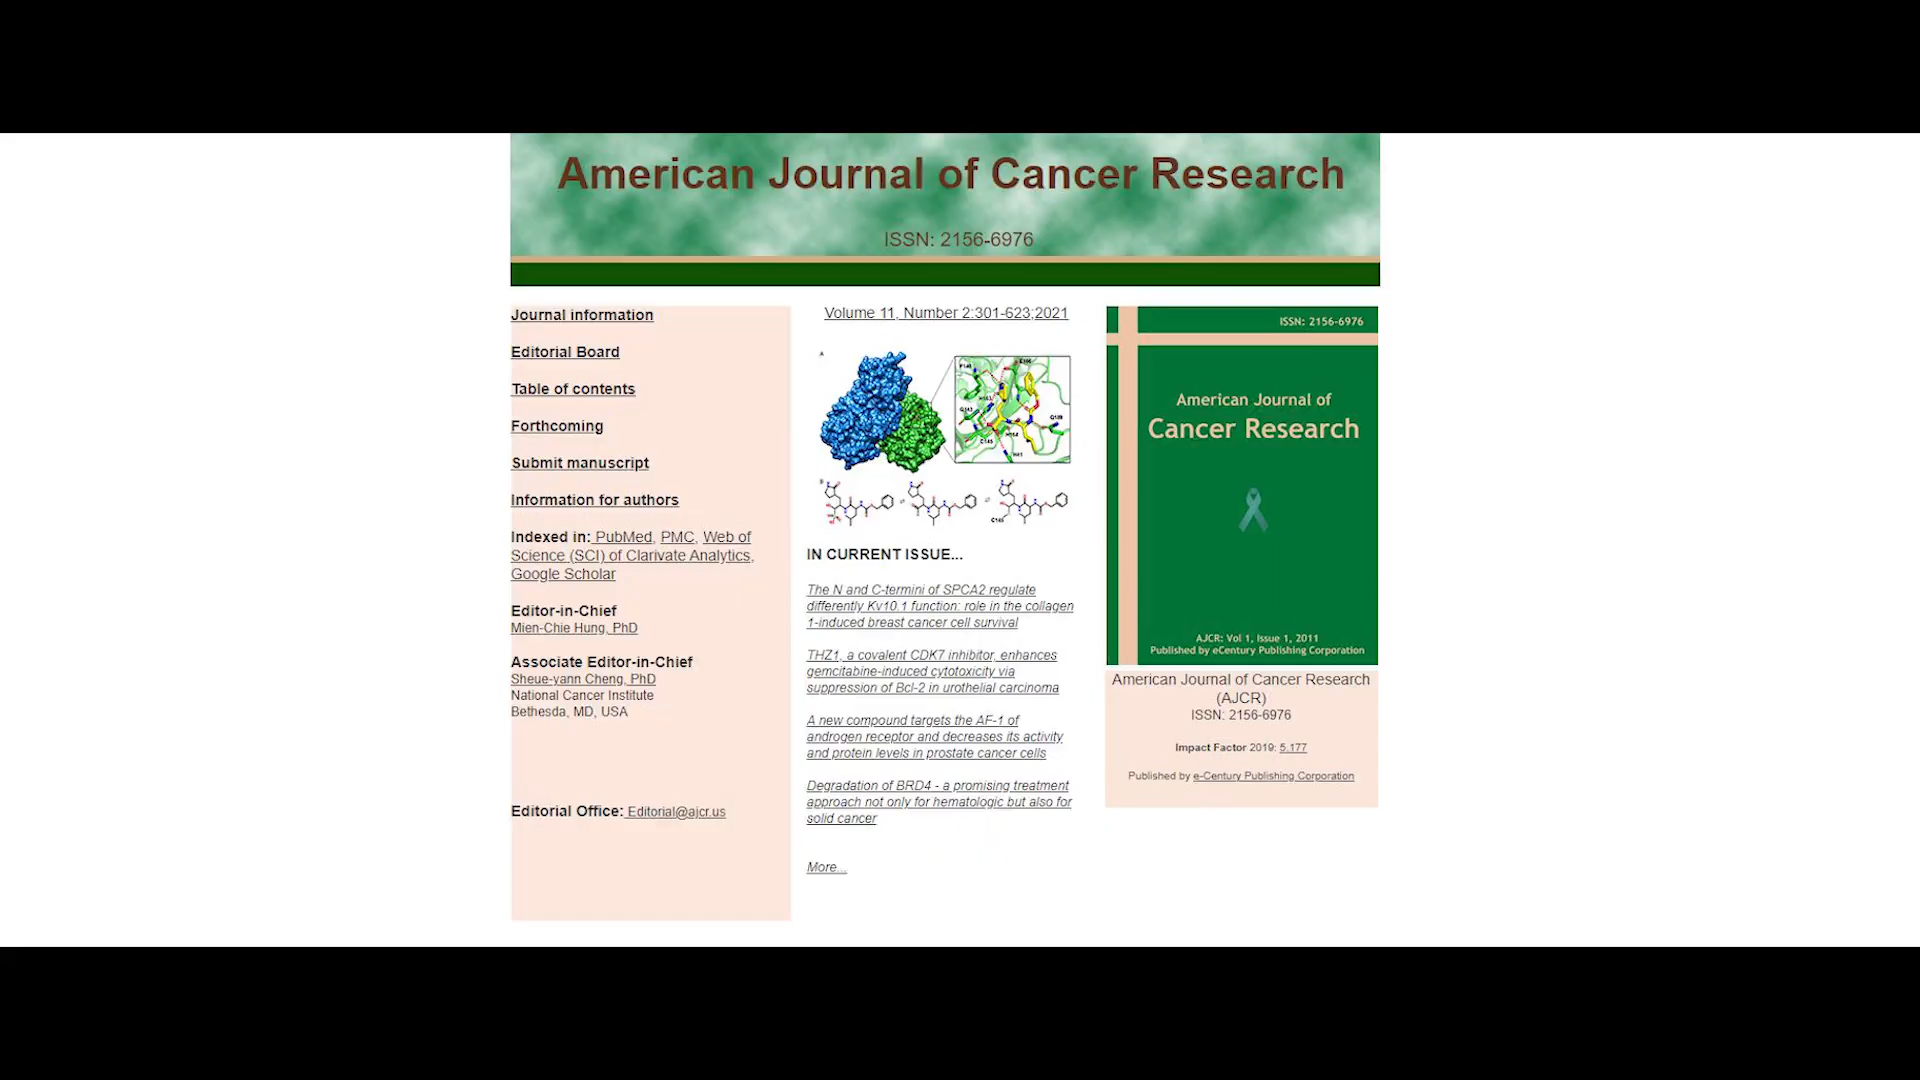 American Journal of Cancer Research
ISSN: 2156-6976
Journal information
Editorial Board
Table of contents
Forthcoming
Submit manuscript
Information for authors
Indexed in: PubMed, PMC, Web of
Science (SCI) of Clarivate Analytics,
Google Scholar
Editor-in-Chief
Mien-Chie Hung, PhD
Associate Editor-in-Chief
Sheue-yann Cheng, PhD
National Cancer Institute
Bethesda, MD, USA
Editorial Office: Editorial@ajcr.us
Volume 11, Number 2:301-623;2021
A
B
IN CURRENT ISSUE...
The N and C-termini of SPCA2 regulate
differently Kv10.1 function: role in the collagen
1-induced breast cancer cell survival
THZ1, a covalent CDK7 inhibitor, enhances
gemcitabine-induced cytotoxicity via
suppression of Bcl-2 in urothelial carcinoma
A new compound targets the AF-1 of
androgen receptor and decreases its activity
and protein levels in prostate cancer cells
Degradation of BRD4 - a promising treatment
approach not only for hematologic but also for
solid cancer
More...
ISSN: 2156-6976
American Journal of
Cancer Research
AJCR: Vol 1, Issue 1, 2011
Published by eCentury Publishing Corporation
American Journal of Cancer Research
(AJCR)
ISSN: 2156-6976
Impact Factor 2019: 5.177
Published by e-Century Publishing Corporation